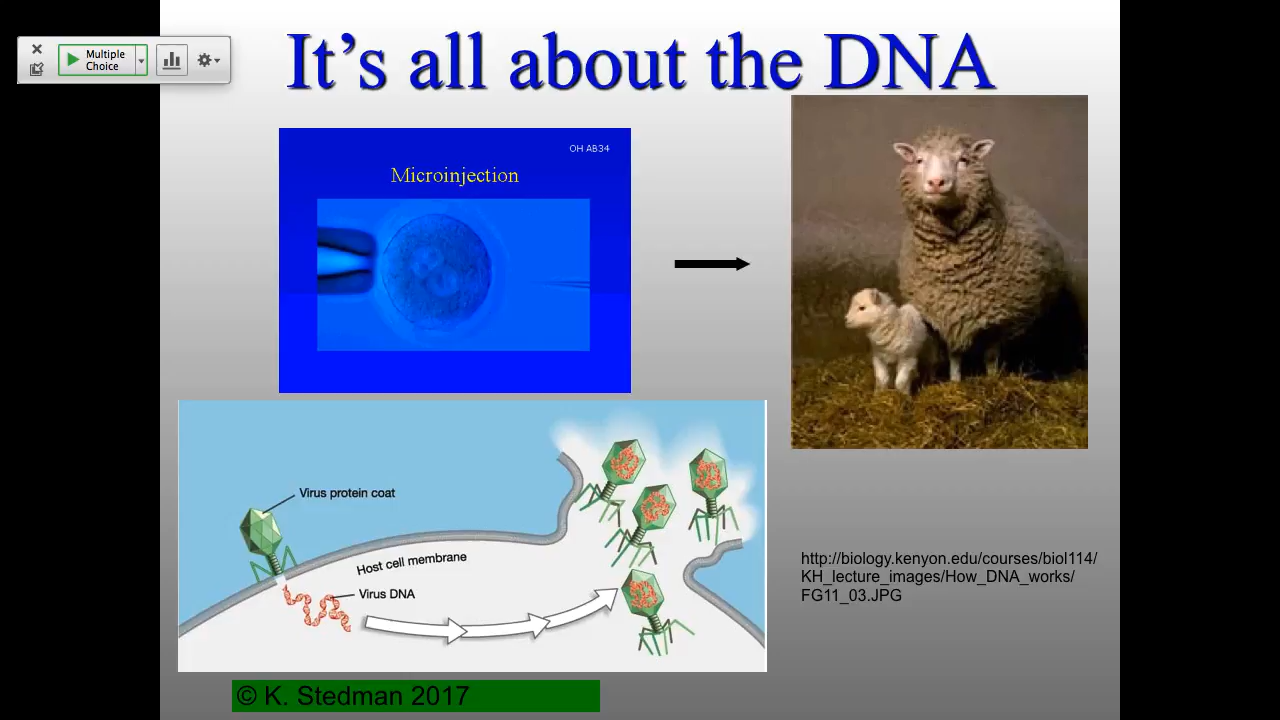 Multiple
Choice
It's all about the DNA
OH AB34
Microinjection
Virus protein coat
Host cell membrane
Virus DNA
http://biology.kenyon.edu/courses/biol114/
KH_lecture_images/How_DNA_works/
FG11_03.JPG
© K. Stedman 2017